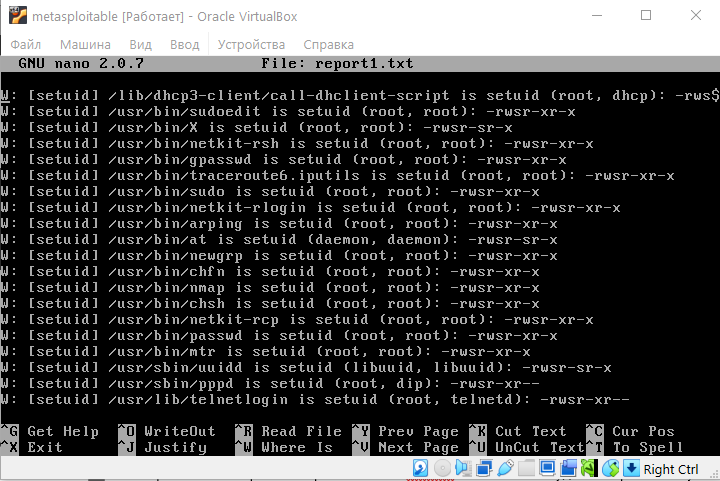 metasploitable [Работает] - Oracle VirtualBox
Файл Машина Вид Ввод Устройства Справка
GNU nano 2.0.7 File: report1.txt
W: [setuid] /lib/dhcp3-client/call-dhclient-script is setuid (root, dhcp): -rws$
W: [setuid] /usr/bin/sudoedit is setuid (root, root): -rwsr-xr-x
W: [setuid] /usr/bin/X is setuid (root, root): -rwsr-sr-x
W: [setuid] /usr/bin/netkit-rsh is setuid (root, root): -rwsr-xr-x
W: [setuid] /usr/bin/gpasswd is setuid (root, root): -rwsr-xr-x
W: [setuid] /usr/bin/traceroute6.iputils is setuid (root, root): -rwsr-xr-x
W: [setuid] /usr/bin/sudo is setuid (root, root): -rwsr-xr-x
W: [setuid] /usr/bin/netkit-rlogin is setuid (root, root): -rwsr-xr-x
W: [setuid] /usr/bin/arping is setuid (root, root): -rwsr-xr-x
W: [setuid] /usr/bin/at is setuid (daemon, daemon): -rwsr-sr-x
W: [setuid] /usr/bin/newgrp is setuid (root, root): -rwsr-xr-x
W: [setuid] /usr/bin/chfn is setuid (root, root): -rwsr-xr-x
W: [setuid] /usr/bin/nmap is setuid (root, root): -rwsr-xr-x
W: [setuid] /usr/bin/chsh is setuid (root, root): -rwsr-xr-x
W: [setuid] /usr/bin/netkit-rcp is setuid (root, root): -rwsr-xr-x
W: [setuid] /usr/bin/passwd is setuid (root, root): -rwsr-xr-x
W: [setuid] /usr/bin/mtr is setuid (root, root): -rwsr-xr-x
W: [setuid] /usr/sbin/uuidd is setuid (libuuid, libuuid): -rwsr-sr-x
W: [setuid] /usr/sbin/pppd is setuid (root, dip): -rwsr-xr--
W: [setuid] /usr/lib/telnetlogin is setuid (root, telnetd): -rwsr-xr--
^G Get Help ^O WriteOut ^R Read File ^Y Prev Page ^K Cut Text ^C Cur Pos
^X Exit ^J Justify ^W Where Is ^V Next Page ^U UnCut Text ^T To Spell
Right Ctrl